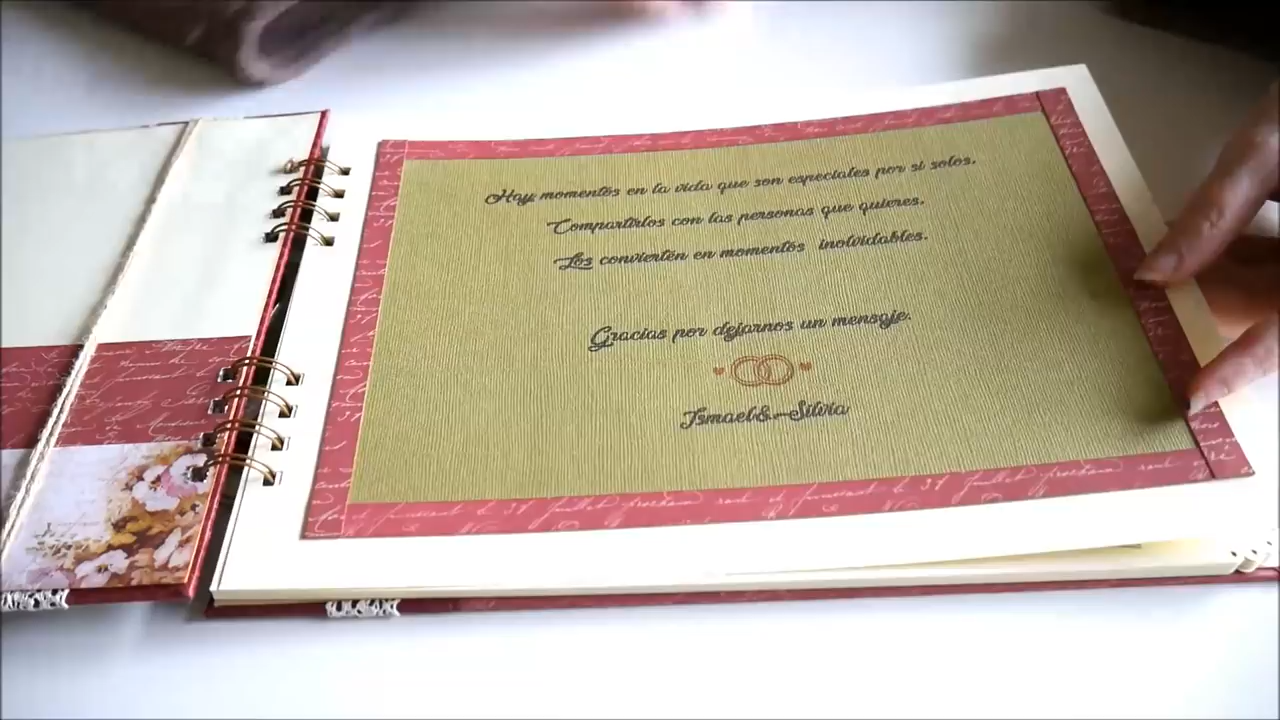 Hay momentos en la vida que son especiales por si solos.
Compartirlos con las personas que quieres.
Los convierten en momentos inolvidables.
Gracias por dejarnos un mensaje.
Ismael & Silvia